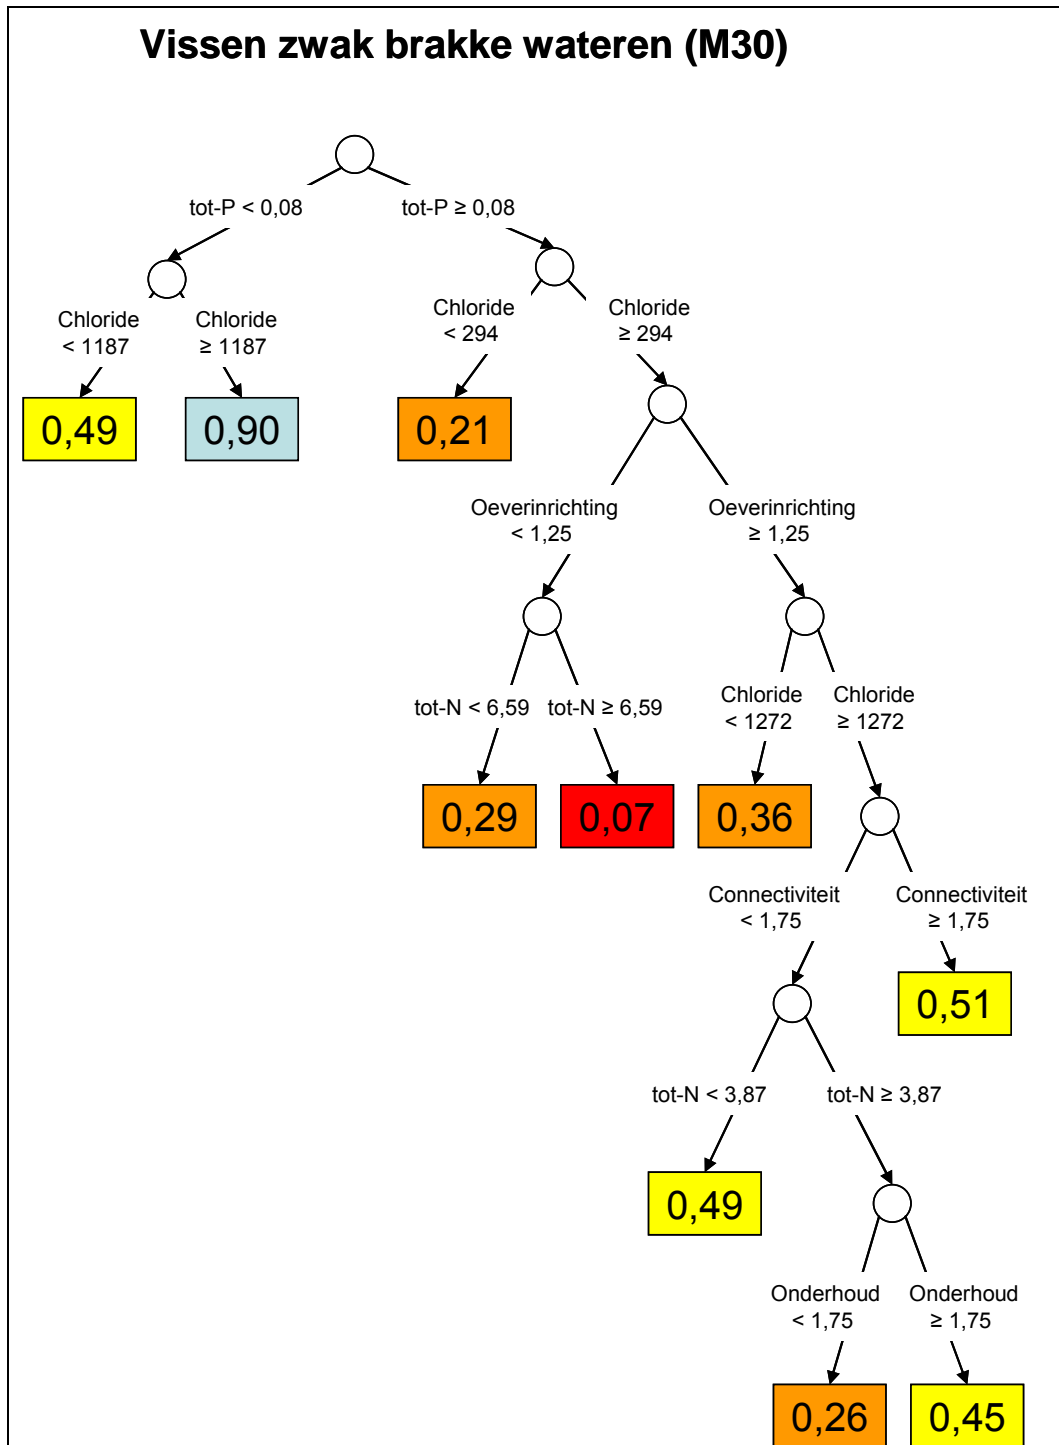 Vissen zwak brakke wateren (M30)
tot-P < 0,08
tot-P ≥ 0,08
Chloride
< 1187
Chloride
≥ 1187
Chloride
< 294
Chloride
≥ 294
0,49
0,90
0,21
Oeverinrichting
< 1,25
Oeverinrichting
≥ 1,25
tot-N < 6,59
tot-N ≥ 6,59
Chloride
< 1272
Chloride
≥ 1272
0,29
0,07
0,36
Connectiviteit
< 1,75
Connectiviteit
≥ 1,75
0,51
tot-N < 3,87
tot-N ≥ 3,87
0,49
Onderhoud
< 1,75
Onderhoud
≥ 1,75
0,26
0,45